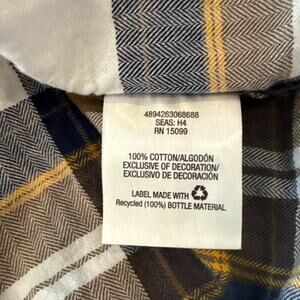 4894263068688
SEAS: H4
RN 15099
100% COTTON/ALGODÓN
EXCLUSIVE OF DECORATION/
EXCLUSIVO DE DECORACIÓN
LABEL MADE WITH
Recycled (100%) BOTTLE MATERIAL